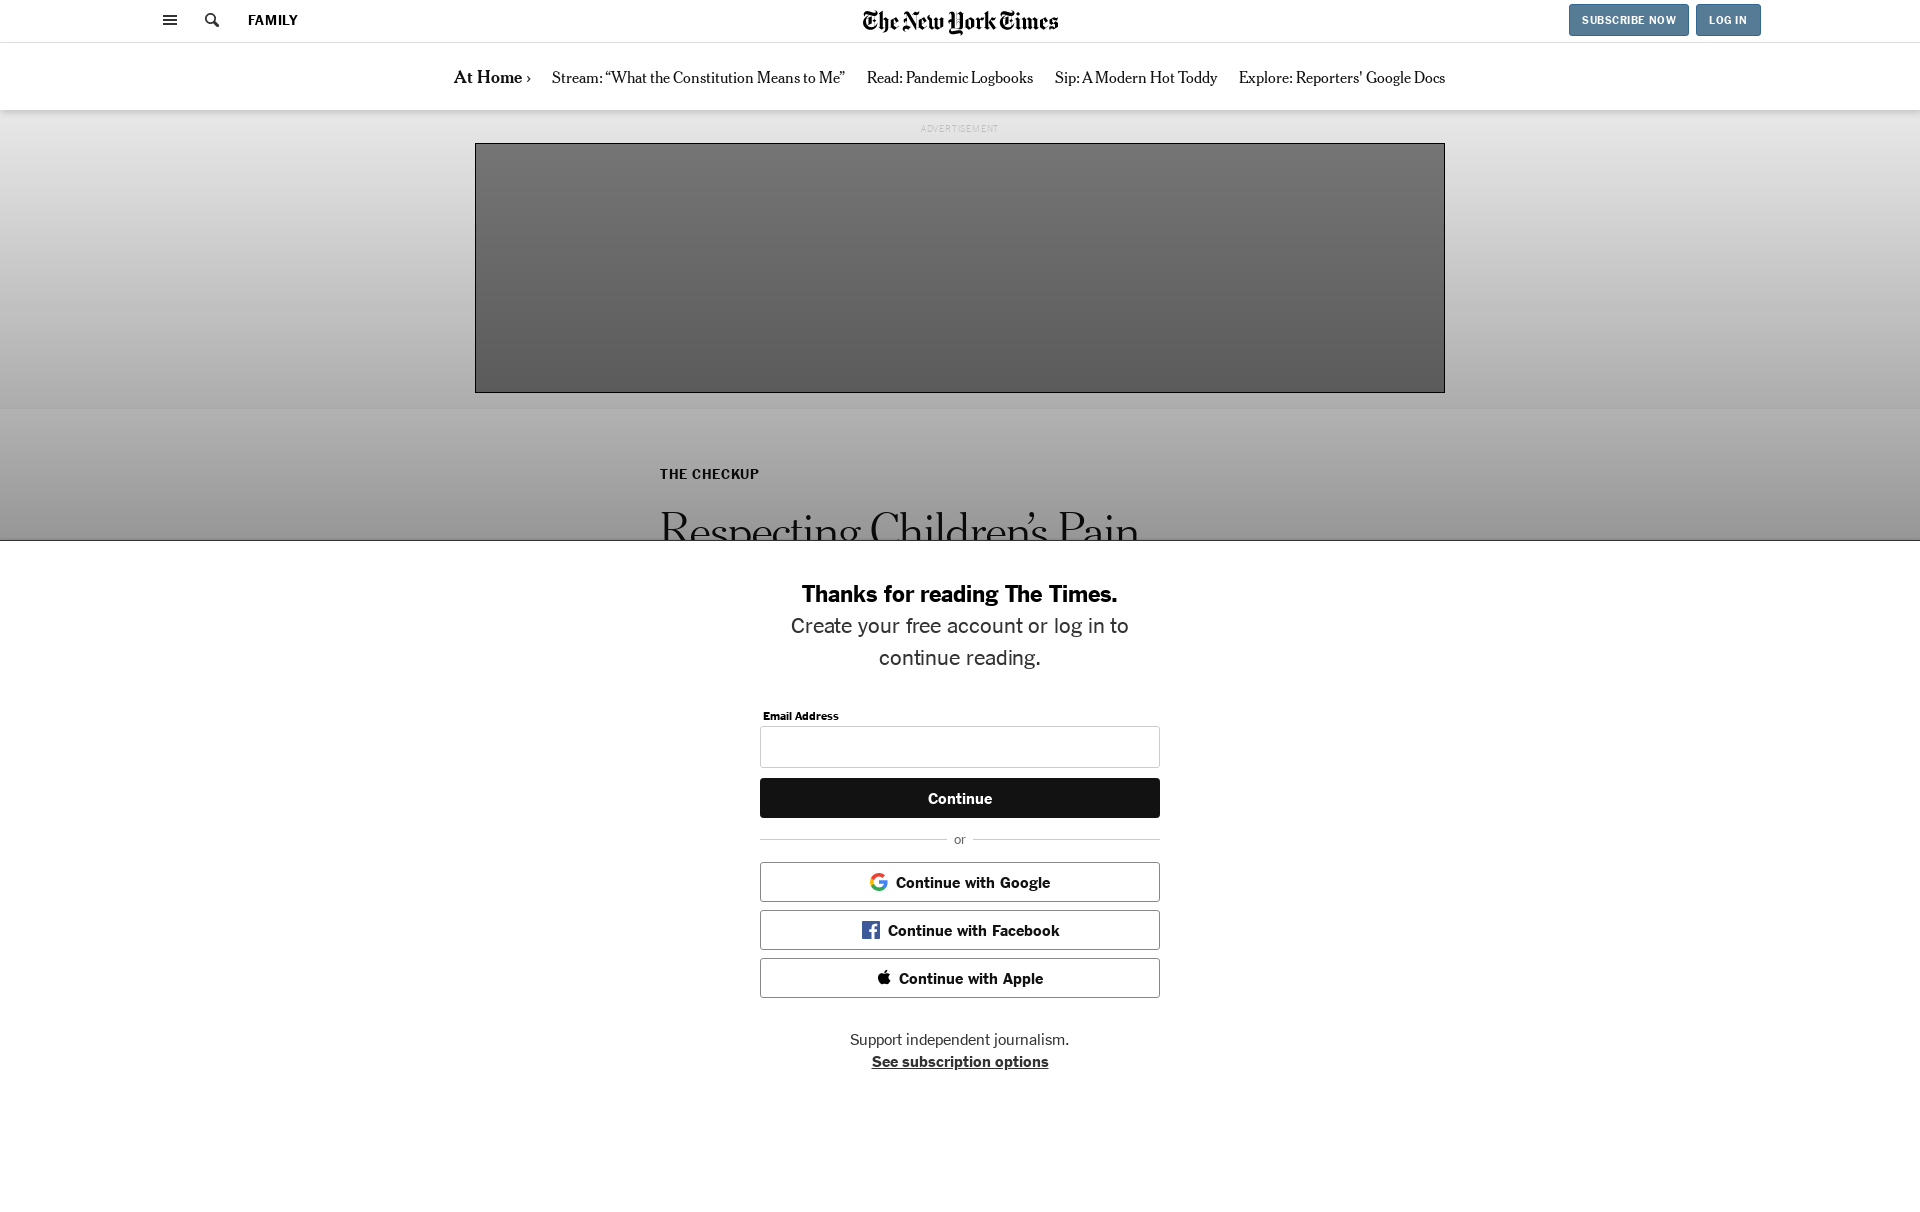 FAMILY
The New York Times
SUBSCRIBE NOW
LOG IN
At Home ›
Stream: “What the Constitution Means to Me”
Read: Pandemic Logbooks
Sip: A Modern Hot Toddy
Explore: Reporters' Google Docs
ADVERTISEMENT
THE CHECKUP
Respecting Children’s Pain
Thanks for reading The Times.
Create your free account or log in to
continue reading.
Email Address
Continue
or
Continue with Google
Continue with Facebook
Continue with Apple
Support independent journalism.
See subscription options